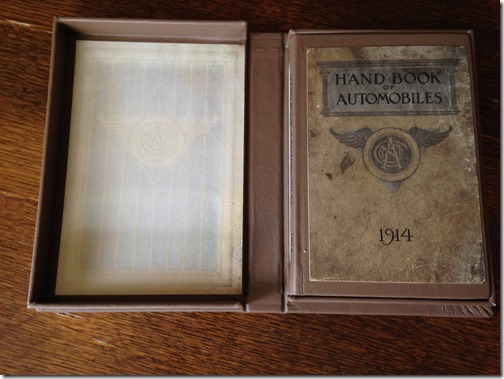 HAND BOOK
OF
AUTOMOBILES
1914